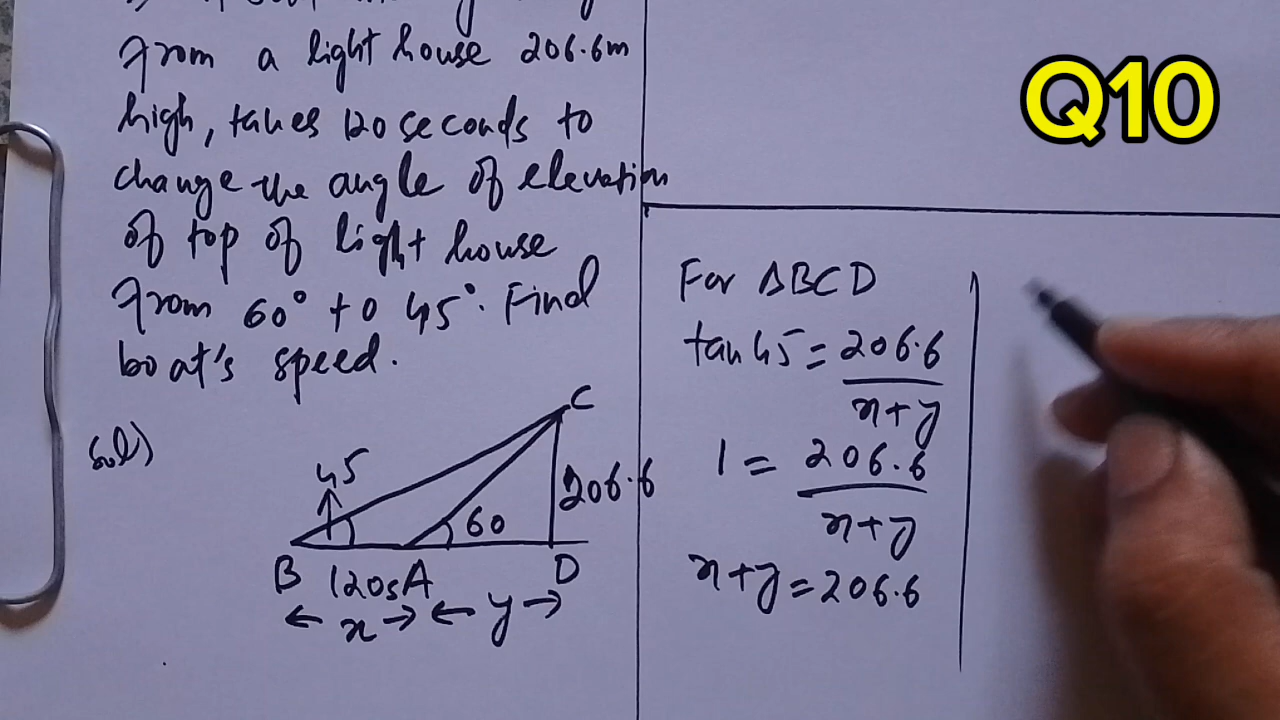 from a light house 206.6m
high, takes 120 seconds to
change the angle of elevation
of top of light house
from 60° to 45°. Find
boat's speed.
Sol)
45
60
C
206.6
B 120s A D
x y
Q10
For ΔBCD
tan 45 = 206.6
x+y
1 = 206.6
x+y
x+y = 206.6